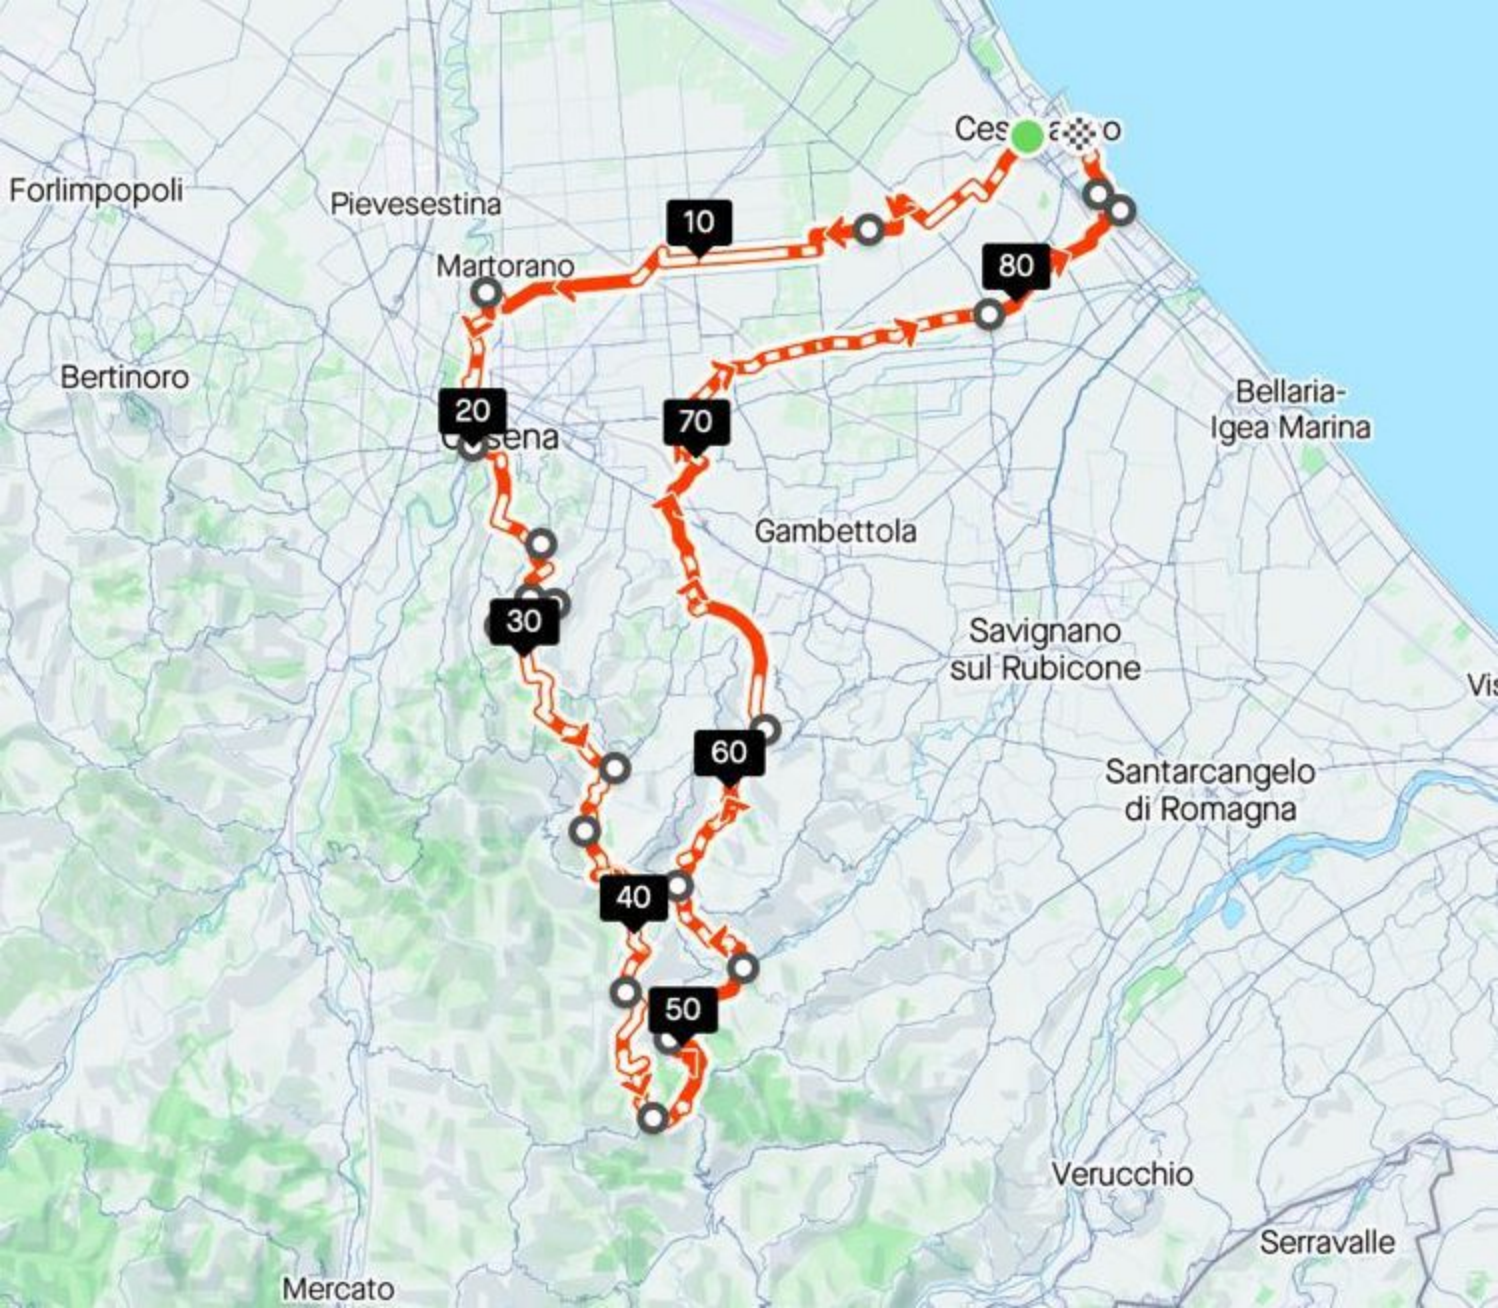 Forlimpopoli
Pievesestina
10
Martorano
80
Bertinoro
20
70
Bellaria-
Igea Marina
Gambettola
30
Savignano
sul Rubicone
60
Santarcangelo
di Romagna
40
50
Verucchio
Serravalle
Mercato